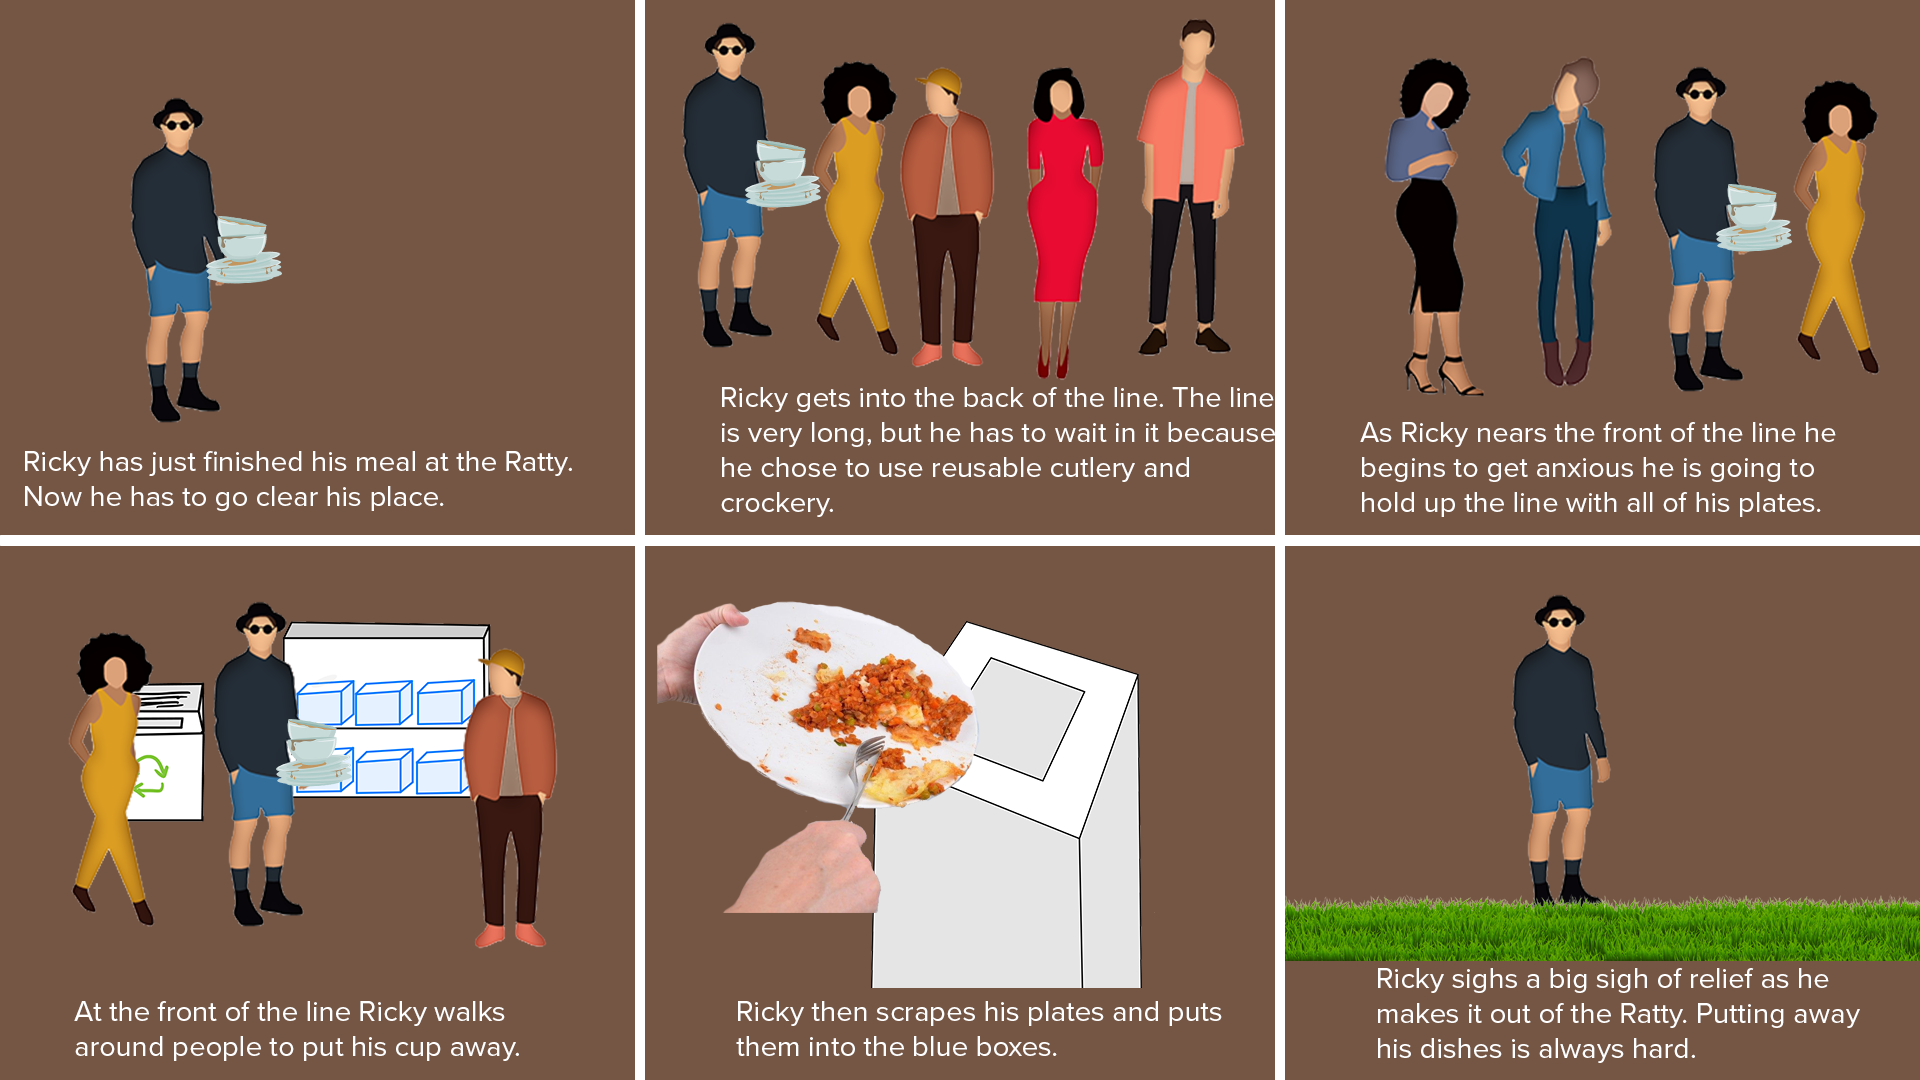 Ricky has just finished his meal at the Ratty.
Now he has to go clear his place.
Ricky gets into the back of the line. The line
is very long, but he has to wait in it because
he chose to use reusable cutlery and
crockery.
As Ricky nears the front of the line he
begins to get anxious he is going to
hold up the line with all of his plates.
At the front of the line Ricky walks
around people to put his cup away.
Ricky then scrapes his plates and puts
them into the blue boxes.
Ricky sighs a big sigh of relief as he
makes it out of the Ratty. Putting away
his dishes is always hard.